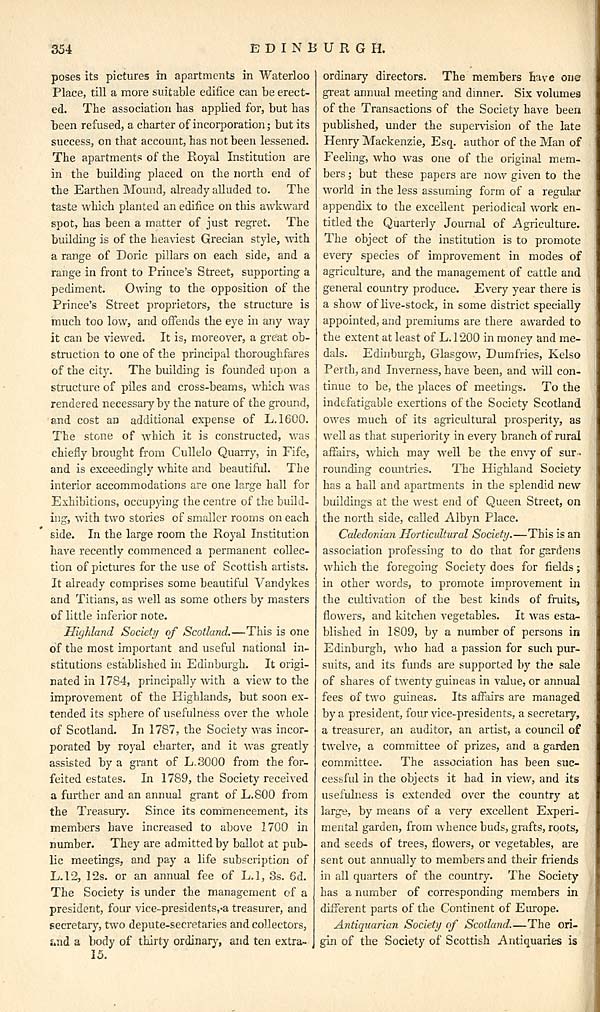 354
EDINBURGH.
poses its pictures in apartments in Waterloo
Place, till a more suitable edifice can be erect-
ed. The association has applied for, but has
been refused, a charter of incorporation; but its
success, on that account, has not been lessened.
The apartments of the Royal Institution are
in the building placed on the north end of
the Earthen Mound, already alluded to. The
taste which planted an edifice on this awkward
spot, has been a matter of just regret. The
building is of the heaviest Grecian style, with
a range of Doric pillars on each side, and a
range in front to Prince's Street, supporting a
pediment. Owing to the opposition of the
Prince's Street proprietors, the structure is
much too low, and offends the eye in any way
it can be viewed. It is, moreover, a great ob-
struction to one of the principal thoroughfares
of the city. The building is founded upon a
structure of piles and cross-beams, which was
rendered necessary by the nature of the ground,
and cost an additional expense of L.1600.
The stone of which it is constructed, was
chiefly brought from Cullelo Quarry, in Fife,
and is exceedingly white and beautiful. The
interior accommodations are one large hall for
Exhibitions, occupying the centre of the build-
ing, with two stories of smaller rooms on each
side. In the large room the Royal Institution
have recently commenced a permanent collec-
tion of pictures for the use of Scottish artists.
It already comprises some beautiful Vandykes
and Titians, as well as some others by masters
of little inferior note.
Highland Society of Scotland.—This is one
of the most important and useful national in-
stitutions established in Edinburgh. It origi-
nated in 1784, principally with a view to the
improvement of the Highlands, but soon ex-
tended its sphere of usefulness over the whole
of Scotland. In 1787, the Society was incor-
porated by royal charter, and it was greatly
assisted by a grant of L.3000 from the for-
feited estates. In 1789, the Society received
a further and an annual grant of L.800 from
the Treasury. Since its commencement, its
members have increased to above 1700 in
number. They are admitted by ballot at pub-
lic meetings, and pay a life subscription of
L.12, 12s. or an annual fee of L.1, 3s. 6d.
The Society is under the management of a
president, four vice-presidents, a treasurer, and
secretary, two depute-secretaries and collectors,
and a body of thirty ordinary, and ten extra-
15.
ordinary directors. The members have one
great annual meeting and dinner. Six volumes
of the Transactions of the Society have been
published, under the supervision of the late
Henry Mackenzie, Esq. author of the Man of
Feeling, who was one of the original mem-
bers; but these papers are now given to the
world in the less assuming form of a regular
appendix to the excellent periodical work en-
titled the Quarterly Journal of Agriculture.
The object of the institution is to promote
every species of improvement in modes of
agriculture, and the management of cattle and
general country produce. Every year there is
a show of live-stock, in some district specially
appointed, and premiums are there awarded to
the extent at least of L.1200 in money and me-
dals. Edinburgh, Glasgow, Dumfries, Kelso
Perth, and Inverness, have been, and will con-
tinue to be, the places of meetings. To the
indefatigable exertions of the Society Scotland
owes much of its agricultural prosperity, as
well as that superiority in every branch of rural
affairs, which may well be the envy of sur-
rounding countries. The Highland Society
has a hall and apartments in the splendid new
buildings at the west end of Queen Street, on
the north side, called Albyn Place.
Caledonian Horticultural Society.—This is an
association professing to do that for gardens
which the foregoing Society does for fields;
in other words, to promote improvement in
the cultivation of the best kinds of fruits,
flowers, and kitchen vegetables. It was esta-
blished in 1809, by a number of persons in
Edinburgh, who had a passion for such pur-
suits, and its funds are supported by the sale
of shares of twenty guineas in value, or annual
fees of two guineas. Its affairs are managed
by a president, four vice-presidents, a secretary,
a treasurer, an auditor, an artist, a council of
twelve, a committee of prizes, and a garden
committee. The association has been suc-
cessful in the objects it had in view, and its
usefulness is extended over the country at
large, by means of a very excellent Experi-
mental garden, from whence buds, grafts, roots,
and seeds of trees, flowers, or vegetables, are
sent out annually to members and their friends
in all quarters of the country. The Society
has a number of corresponding members in
different parts of the Continent of Europe.
Antiquarian Society of Scotland.—The ori-
gin of the Society of Scottish Antiquaries is